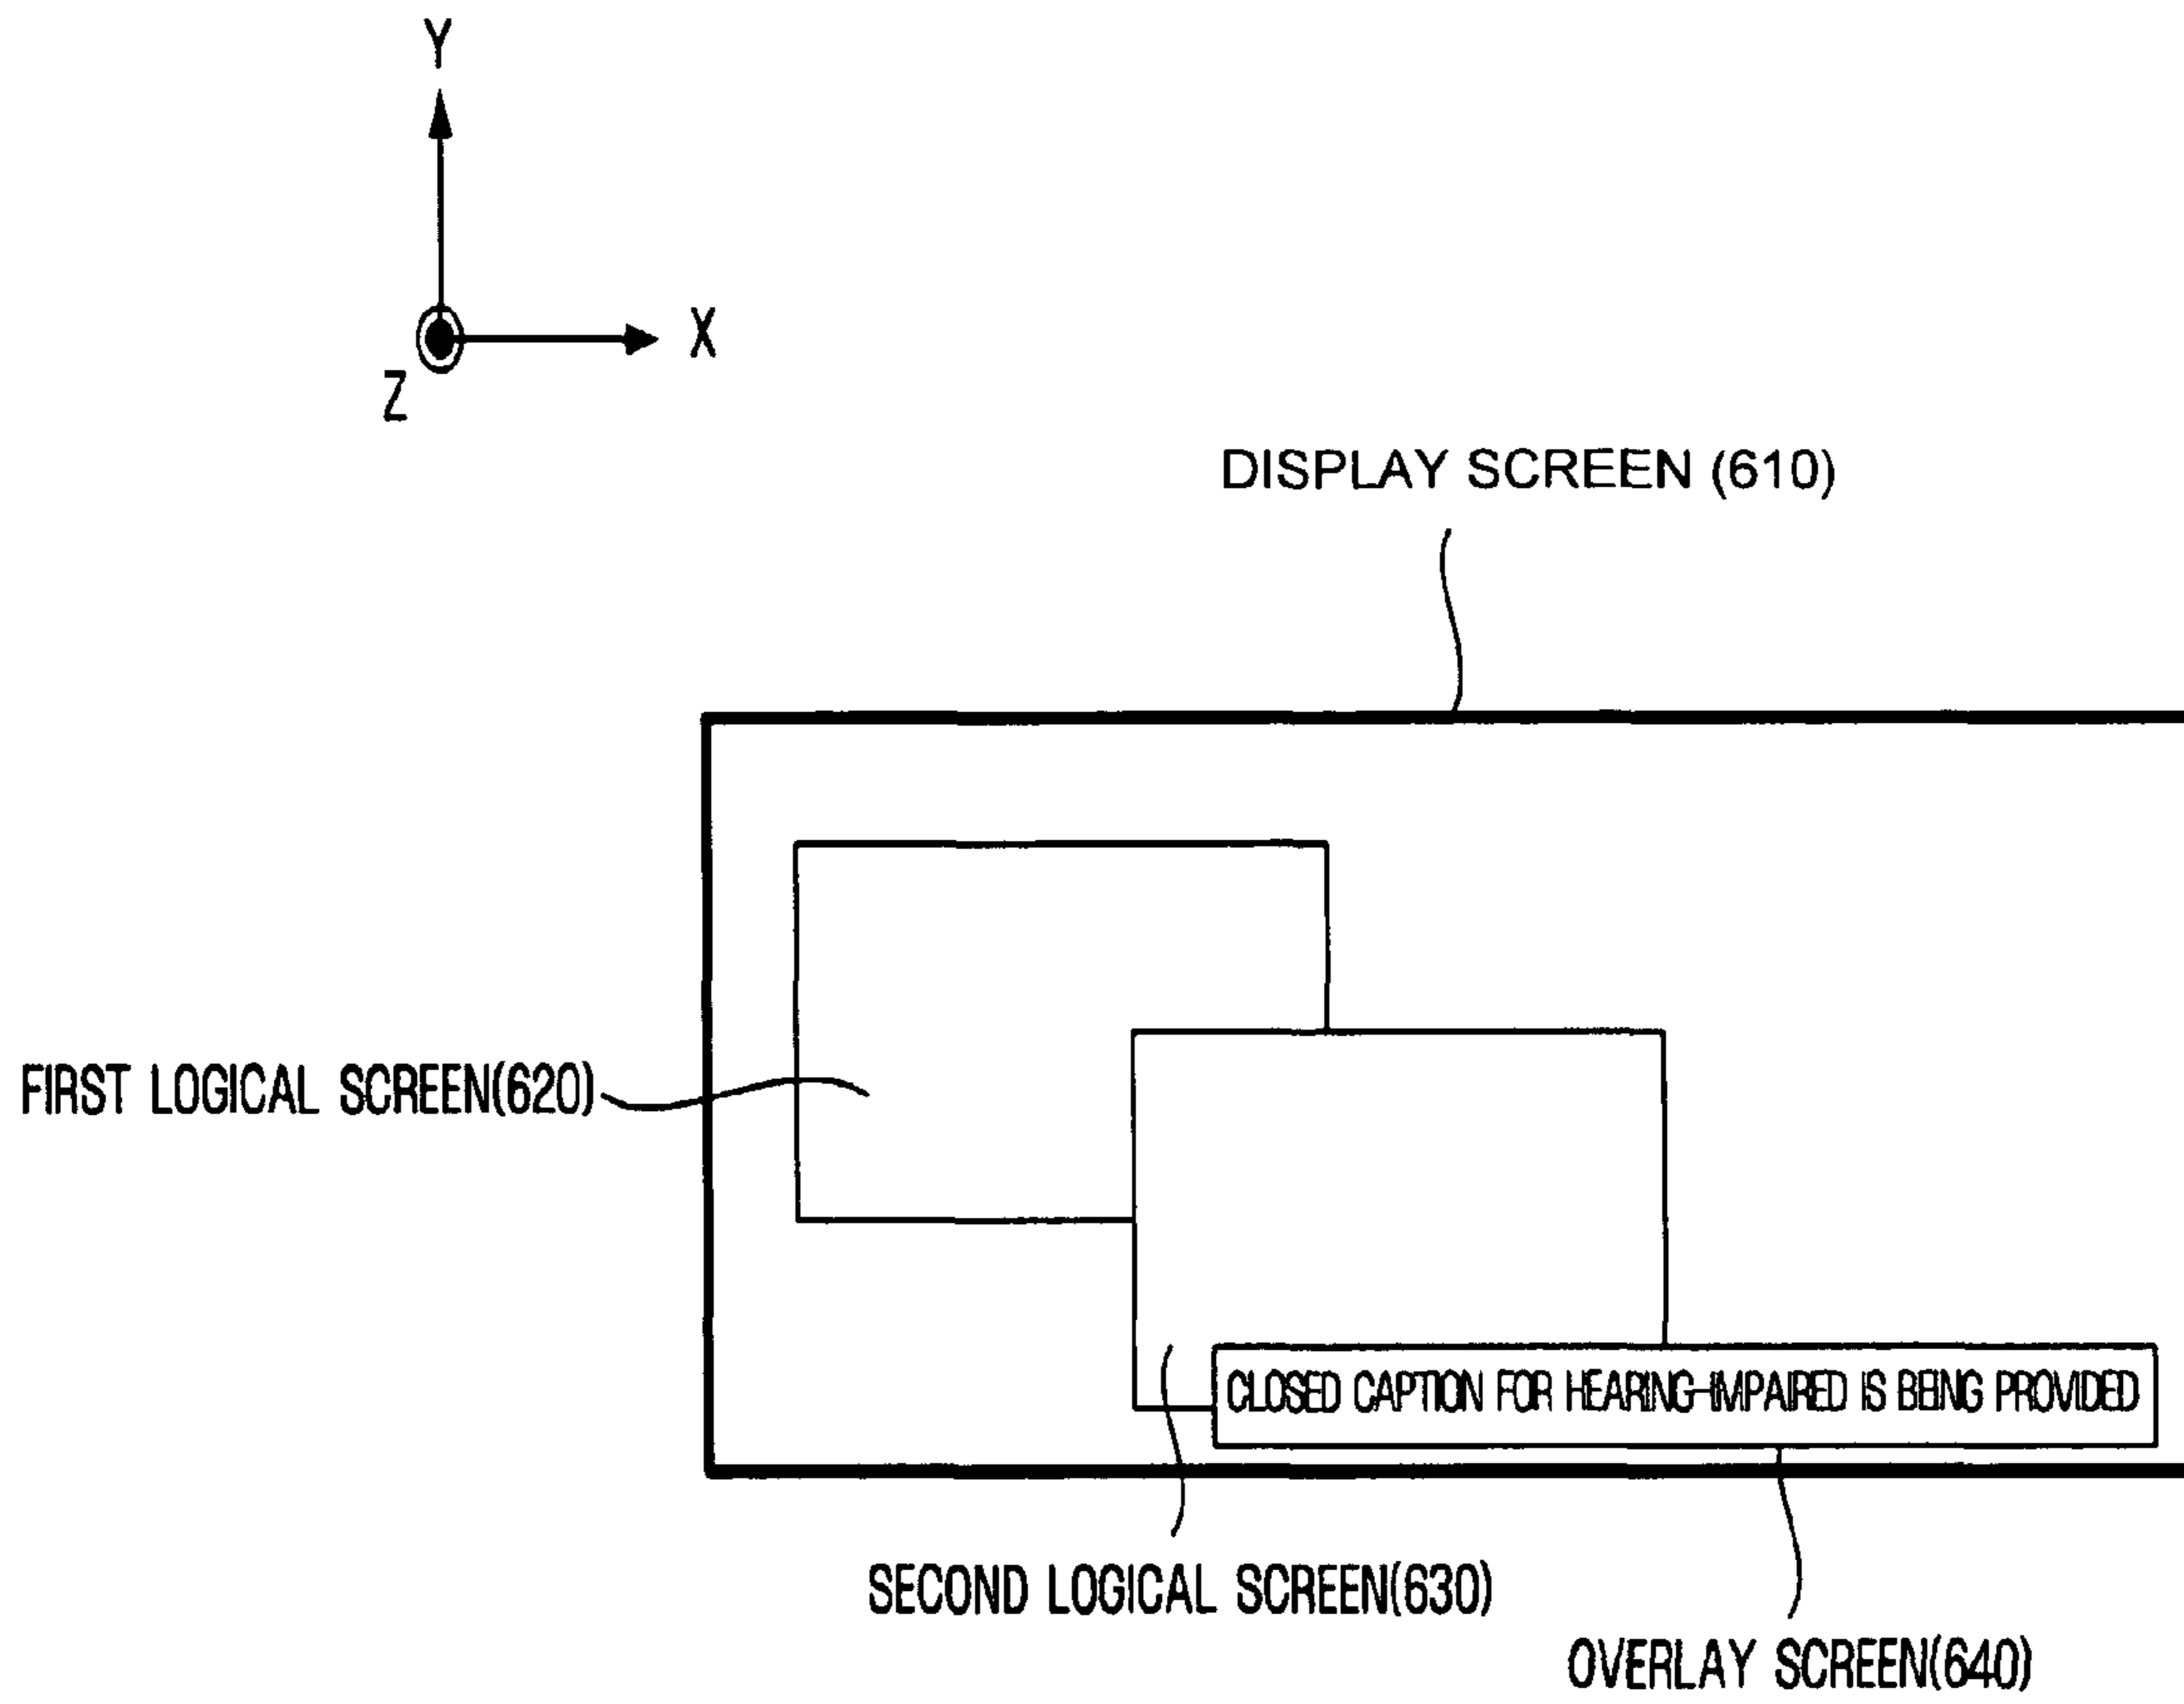 Y
X
Z
DISPLAY SCREEN (610)
FIRST LOGICAL SCREEN(620)
CLOSED CAPTION FOR HEARING-IMPAIRED IS BEING PROVIDED
SECOND LOGICAL SCREEN(630)
OVERLAY SCREEN(640)